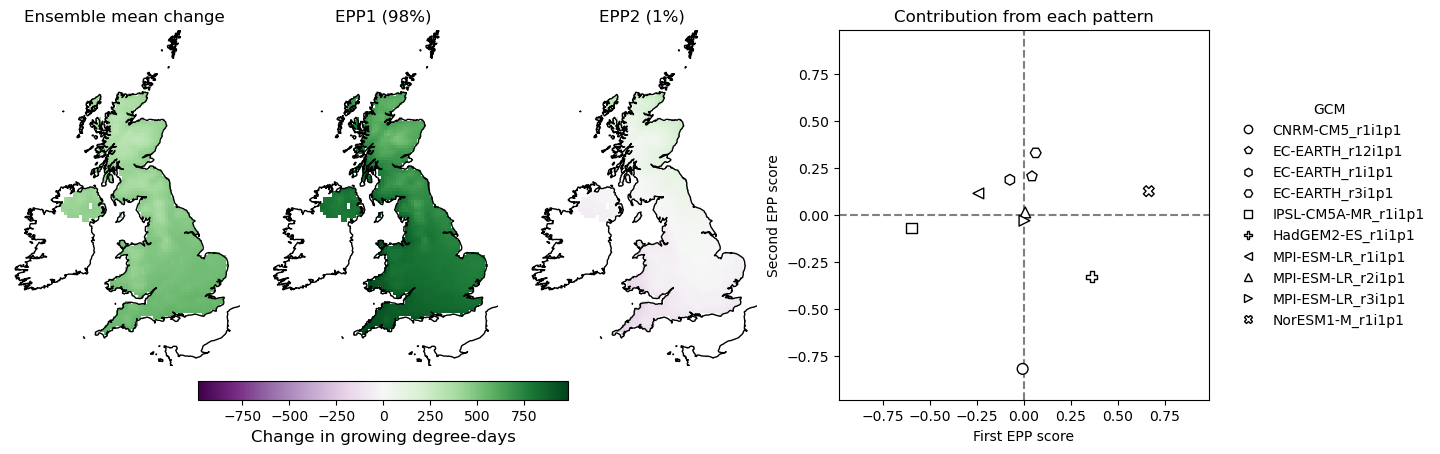 Ensemble mean change
EPP1 (98%)
EPP2 (1%)
−750 −500 −250 0 250 500 750
Change in growing degree-days
Contribution from each pattern
Second EPP score
0.75
0.50
0.25
0.00
−0.25
−0.50
−0.75
−0.75 −0.50 −0.25 0.00 0.25 0.50 0.75
First EPP score
GCM
CNRM-CM5_r1i1p1
EC-EARTH_r12i1p1
EC-EARTH_r1i1p1
EC-EARTH_r3i1p1
IPSL-CM5A-MR_r1i1p1
HadGEM2-ES_r1i1p1
MPI-ESM-LR_r1i1p1
MPI-ESM-LR_r2i1p1
MPI-ESM-LR_r3i1p1
NorESM1-M_r1i1p1